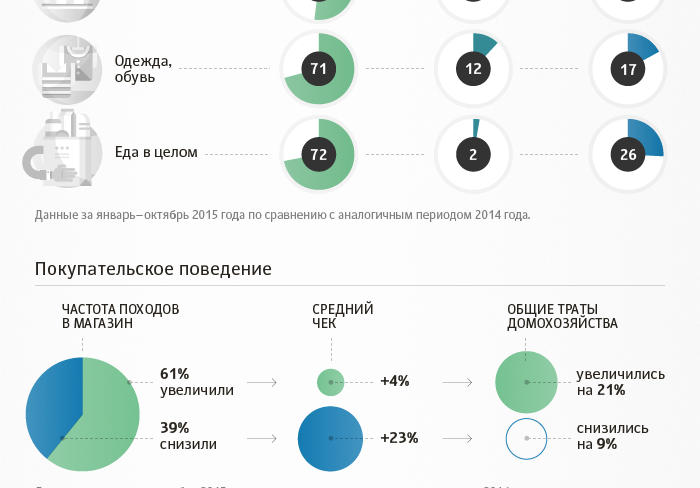 Одежда,
обувь
71
12
17
Еда в целом
72
2
26
Данные за январь–октябрь 2015 года по сравнению с аналогичным периодом 2014 года.
Покупательское поведение
ЧАСТОТА ПОХОДОВ
В МАГАЗИН
СРЕДНИЙ
ЧЕК
ОБЩИЕ ТРАТЫ
ДОМОХОЗЯЙСТВА
61%
увеличили
+4%
увеличились
на 21%
39%
снизили
+23%
снизились
на 9%